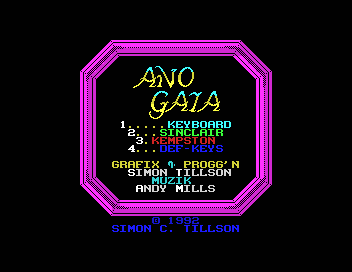 ANO
GAIA
1.....KEYBOARD
2...SINCLAIR
3.KEMPSTON
4...DEF-KEYS
GRAFIX & PROGG'N
SIMON TILLSON
MUZIK
ANDY MILLS
© 1992
SIMON C. TILLSON